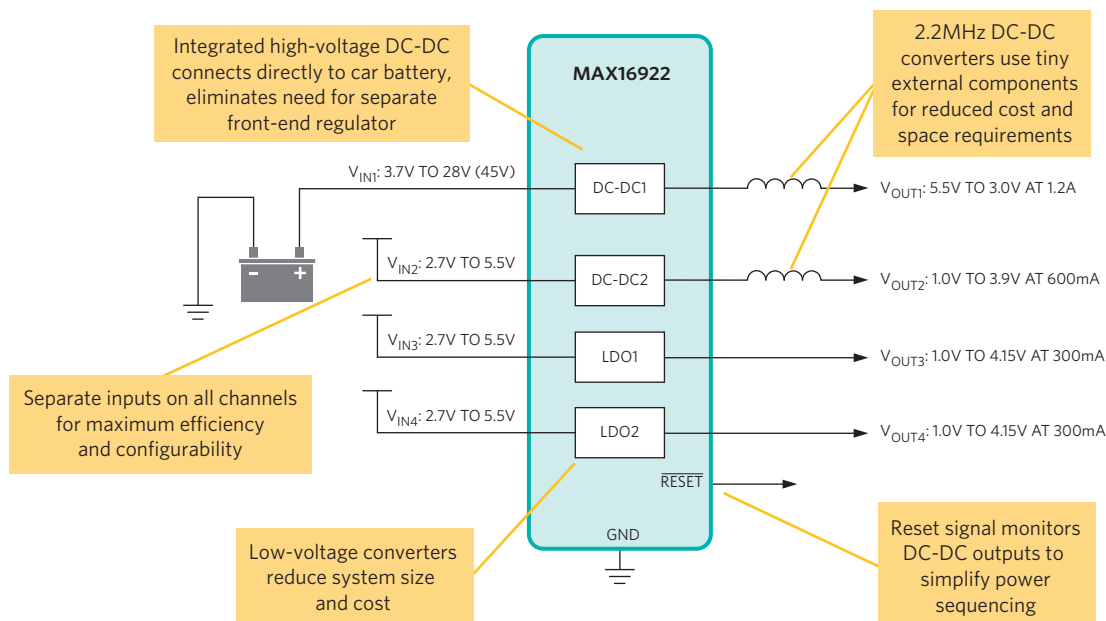 Integrated high-voltage DC-DC
connects directly to car battery,
eliminates need for separate
front-end regulator
MAX16922
2.2MHz DC-DC
converters use tiny
external components
for reduced cost and
space requirements
VIN1: 3.7V TO 28V (45V)
DC-DC1
VOUT1: 5.5V TO 3.0V AT 1.2A
- +
VIN2: 2.7V TO 5.5V
DC-DC2
VOUT2: 1.0V TO 3.9V AT 600mA
VIN3: 2.7V TO 5.5V
LDO1
VOUT3: 1.0V TO 4.15V AT 300mA
Separate inputs on all channels
for maximum efficiency
and configurability
VIN4: 2.7V TO 5.5V
LDO2
VOUT4: 1.0V TO 4.15V AT 300mA
RESET
GND
Low-voltage converters
reduce system size
and cost
Reset signal monitors
DC-DC outputs to
simplify power
sequencing